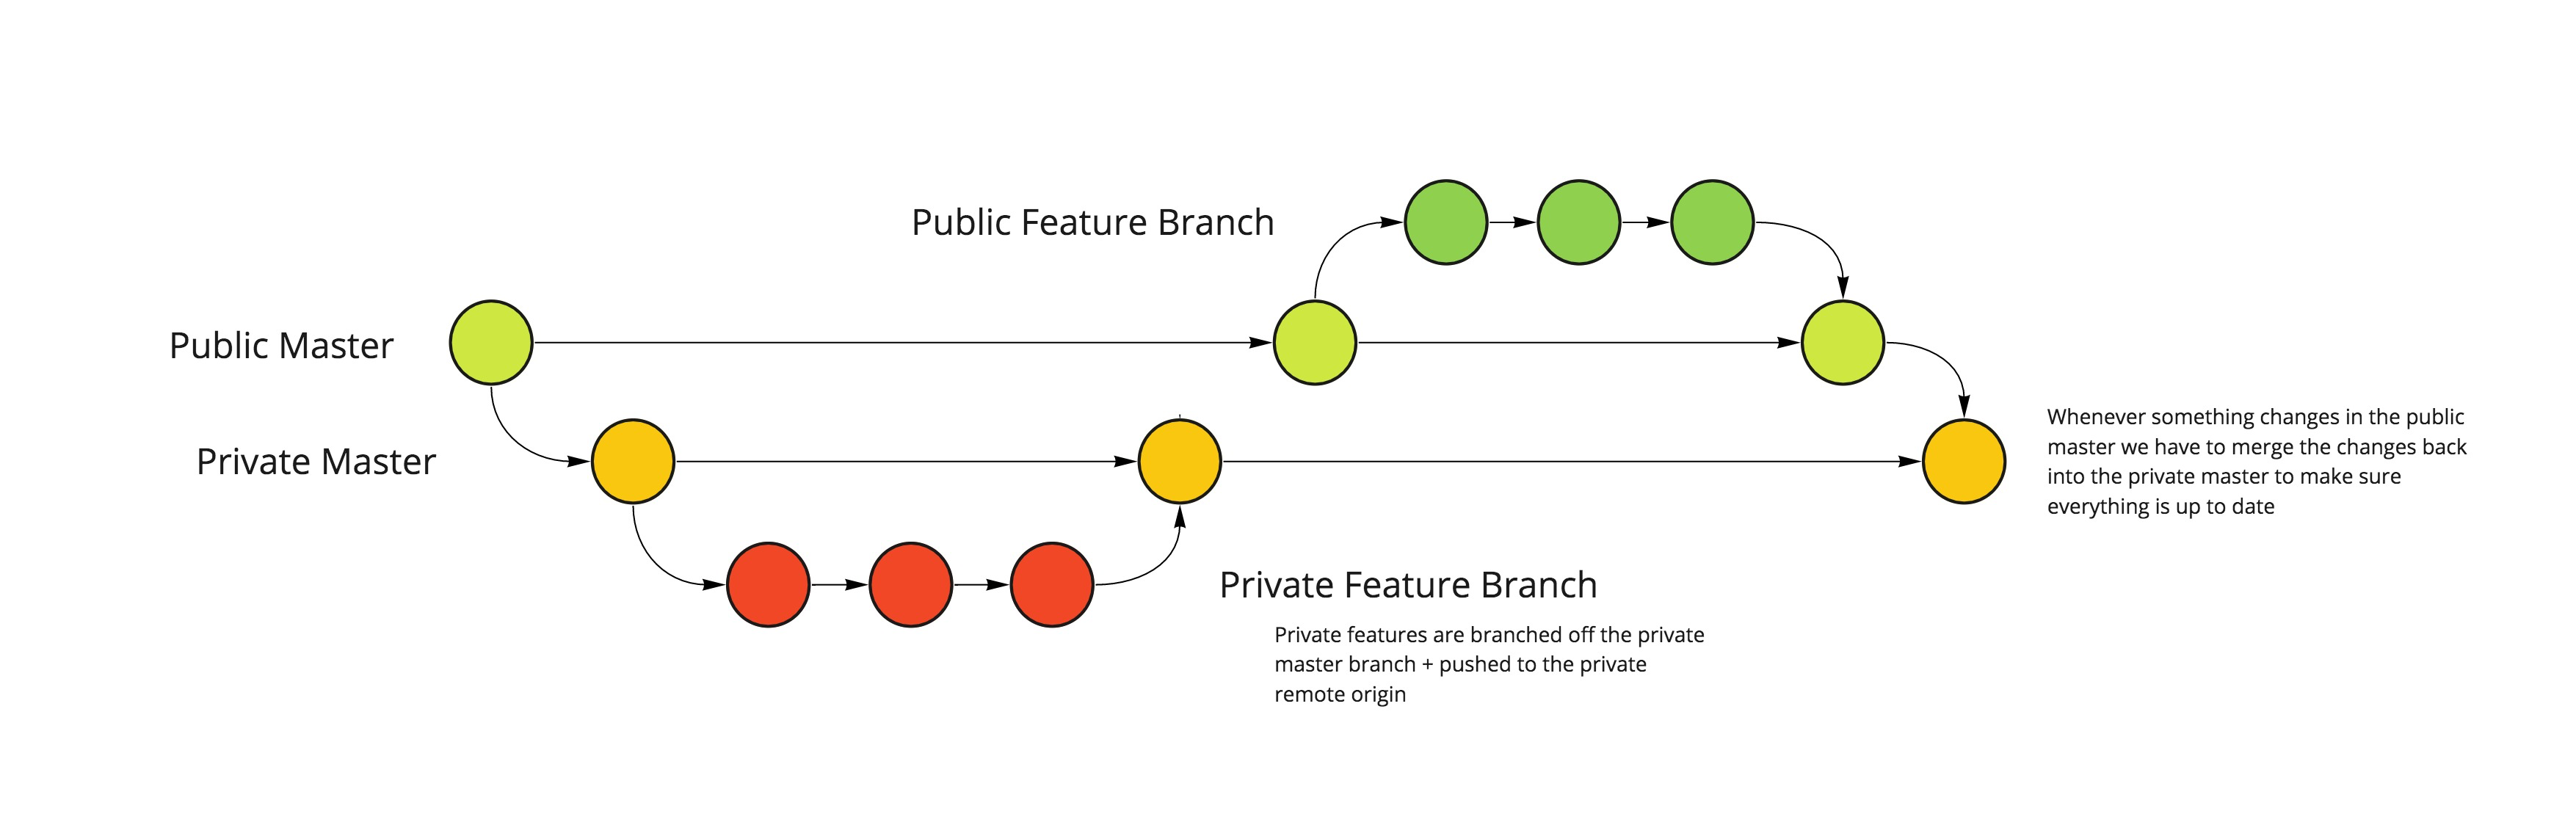 Public Feature Branch
Public Master
Private Master
Whenever something changes in the public
master we have to merge the changes back
into the private master to make sure
everything is up to date
Private Feature Branch
Private features are branched off the private
master branch + pushed to the private
remote origin